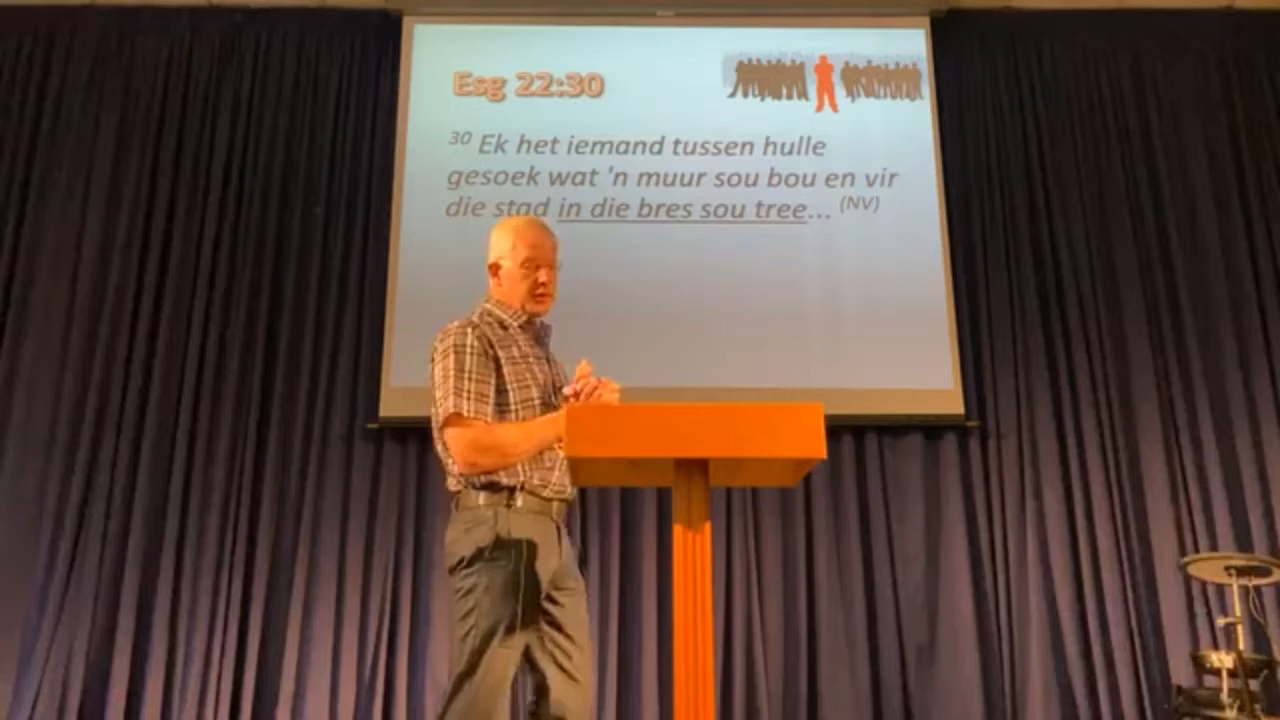 Esg 22:30
30 Ek het iemand tussen hulle
gesoek wat 'n muur sou bou en vir
die stad in die bres sou tree... (NV)